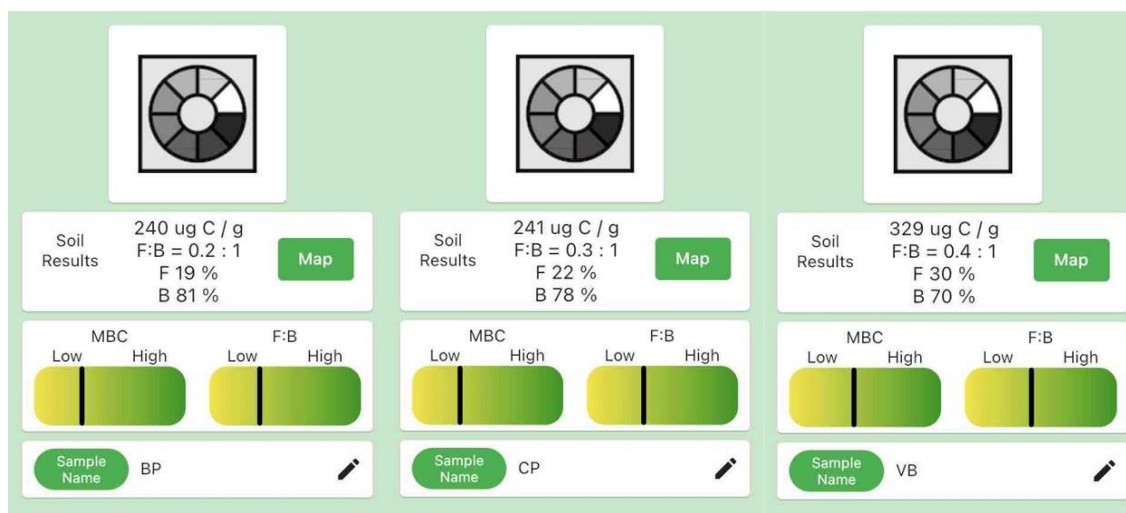 Soil
Results
240 ug C / g
F:B = 0.2 : 1
F 19 %
B 81 %
Map
MBC
Low High
F:B
Low High
Sample
Name
BP
Soil
Results
241 ug C / g
F:B = 0.3 : 1
F 22 %
B 78 %
Map
MBC
Low High
F:B
Low High
Sample
Name
CP
Soil
Results
329 ug C / g
F:B = 0.4 : 1
F 30 %
B 70 %
Map
MBC
Low High
F:B
Low High
Sample
Name
VB